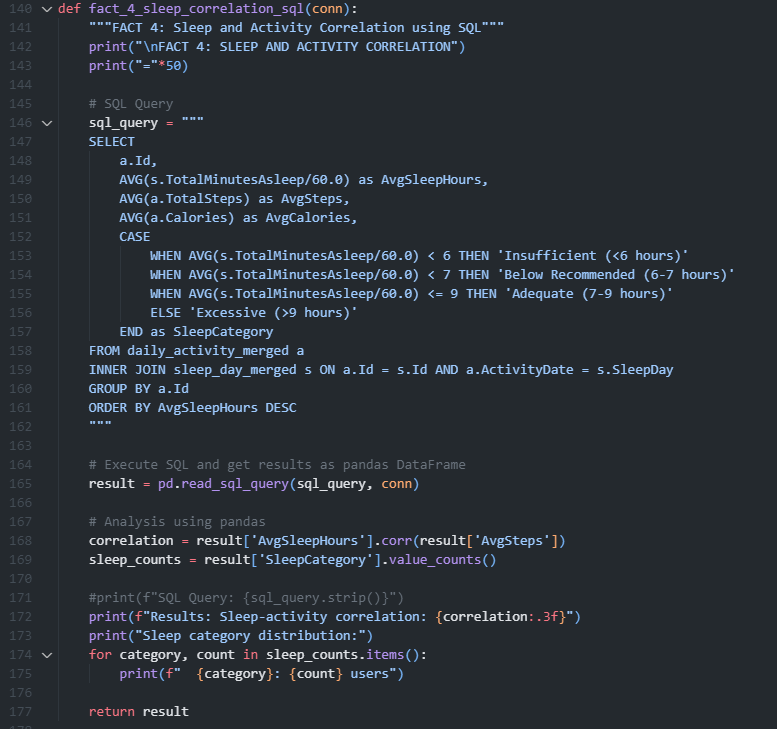 140 def fact_4_sleep_correlation_sql(conn):
141     """FACT 4: Sleep and Activity Correlation using SQL"""
142     print("\nFACT 4: SLEEP AND ACTIVITY CORRELATION")
143     print("="*50)
144
145     # SQL Query
146     sql_query = """
147     SELECT
148         a.Id,
149         AVG(s.TotalMinutesAsleep/60.0) as AvgSleepHours,
150         AVG(a.TotalSteps) as AvgSteps,
151         AVG(a.Calories) as AvgCalories,
152         CASE
153             WHEN AVG(s.TotalMinutesAsleep/60.0) < 6 THEN 'Insufficient (<6 hours)'
154             WHEN AVG(s.TotalMinutesAsleep/60.0) < 7 THEN 'Below Recommended (6-7 hours)'
155             WHEN AVG(s.TotalMinutesAsleep/60.0) <= 9 THEN 'Adequate (7-9 hours)'
156             ELSE 'Excessive (>9 hours)'
157         END as SleepCategory
158     FROM daily_activity_merged a
159     INNER JOIN sleep_day_merged s ON a.Id = s.Id AND a.ActivityDate = s.SleepDay
160     GROUP BY a.Id
161     ORDER BY AvgSleepHours DESC
162     """
163
164     # Execute SQL and get results as pandas DataFrame
165     result = pd.read_sql_query(sql_query, conn)
166
167     # Analysis using pandas
168     correlation = result['AvgSleepHours'].corr(result['AvgSteps'])
169     sleep_counts = result['SleepCategory'].value_counts()
170
171     #print(f"SQL Query: {sql_query.strip()}")
172     print(f"Results: Sleep-activity correlation: {correlation:.3f}")
173     print("Sleep category distribution:")
174     for category, count in sleep_counts.items():
175         print(f"  {category}: {count} users")
176
177     return result